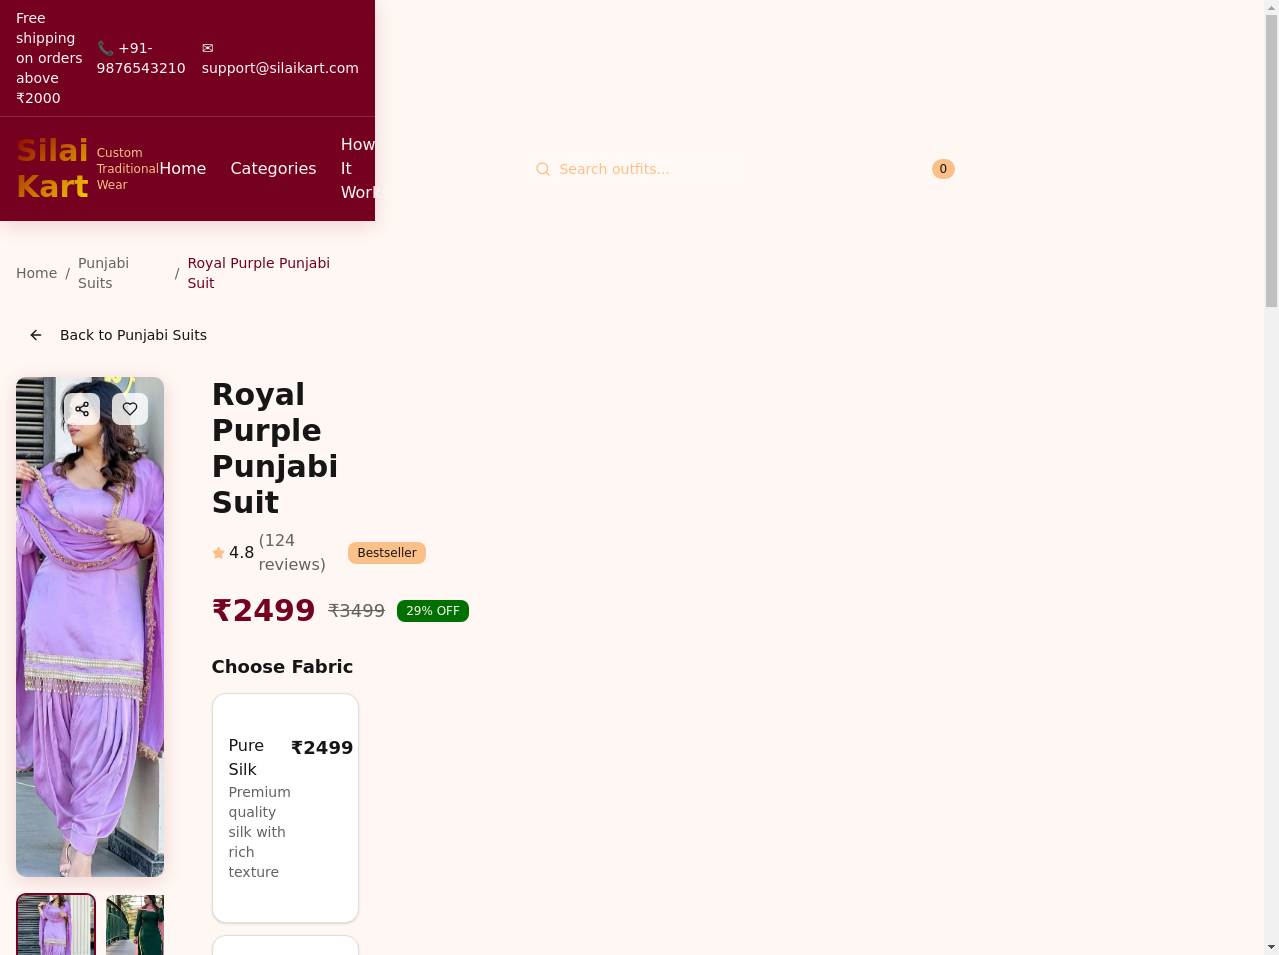 Free
shipping
on orders
above
₹2000
📞 +91-
9876543210
✉
support@silaikart.com
Silai
Kart
Custom
Traditional
Wear
Home
Categories
How
It
Work
Search outfits...
0
Home / Punjabi
Suits
/ Royal Purple Punjabi
Suit
Back to Punjabi Suits
Royal
Purple
Punjabi
Suit
4.8
(124
reviews)
Bestseller
₹2499 ₹3499 29% OFF
Choose Fabric
Pure
Silk
₹2499
Premium
quality
silk with
rich
texture